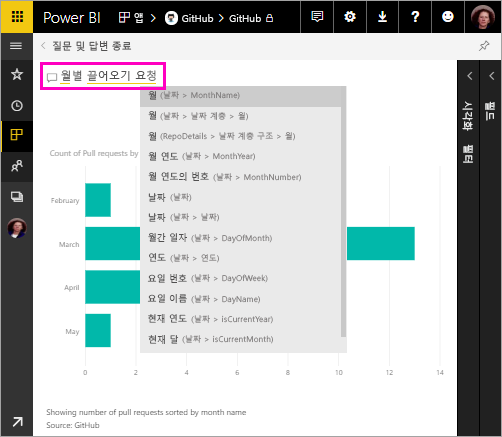 Power BI 앱 > GitHub > GitHub
질문 및 답변 종료
월별 끌어오기 요청
월 (날짜 > MonthName)
월 (날짜 > 날짜 계층 > 월)
월 (RepoDetails > 날짜 계층 구조 > 월)
월 연도 (날짜 > MonthYear)
월 연도의 번호 (날짜 > MonthNumber)
날짜 (날짜)
날짜 (날짜 > 날짜)
월간 일자 (날짜 > DayOfMonth)
연도 (날짜 > 연도)
요일 번호 (날짜 > DayOfWeek)
요일 이름 (날짜 > DayName)
현재 연도 (날짜 > isCurrentYear)
현재 달 (날짜 > isCurrentMonth)
Count of Pull requests by
February
March
April
May
0 2 4 6 8 10 12 14
Showing number of pull requests sorted by month name
Source: GitHub
시각화
필터
필드